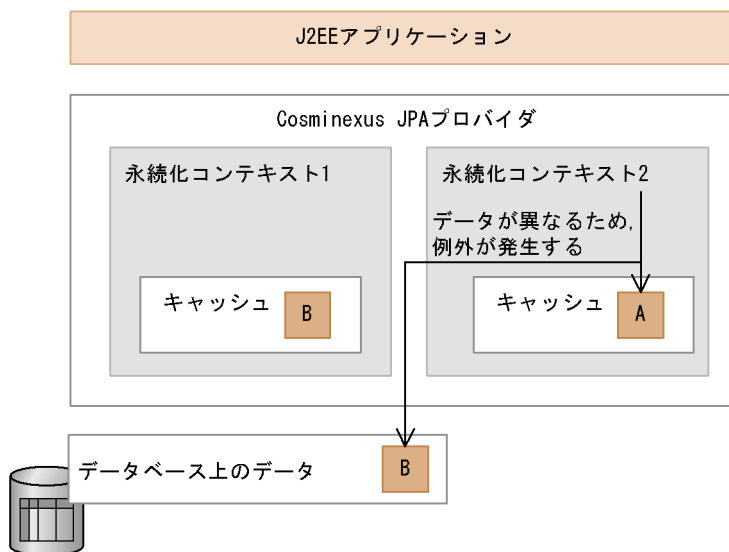 J2EEアプリケーション
Cosminexus JPAプロバイダ
永続化コンテキスト1
永続化コンテキスト2
データが異なるため,
例外が発生する
キャッシュ
B
キャッシュ
A
データベース上のデータ
B